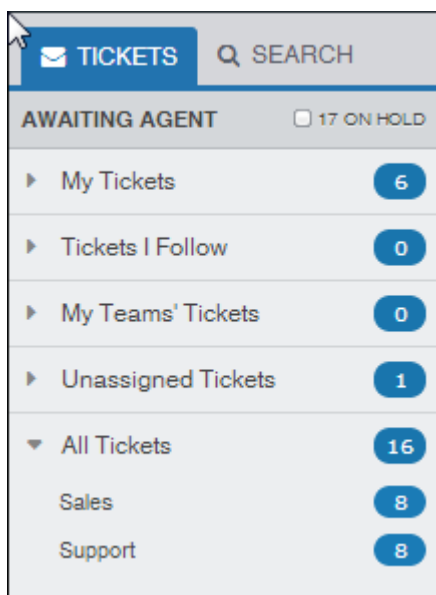 TICKETS SEARCH
AWAITING AGENT 17 ON HOLD
My Tickets 6
Tickets I Follow 0
My Teams' Tickets 0
Unassigned Tickets 1
All Tickets 16
Sales 8
Support 8